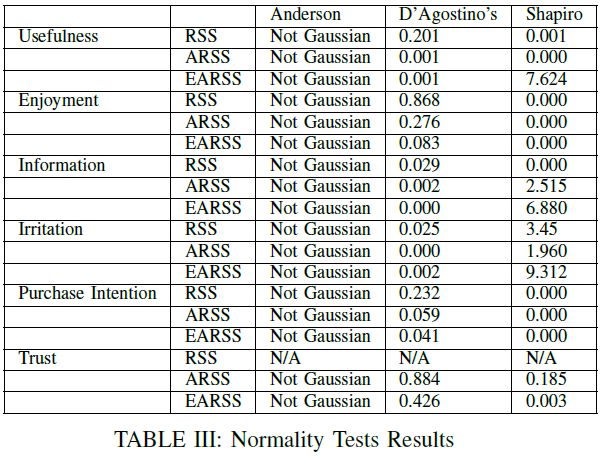 Anderson D’Agostino’s Shapiro
Usefulness RSS Not Gaussian 0.201 0.001
ARSS Not Gaussian 0.001 0.000
EARSS Not Gaussian 0.001 7.624
Enjoyment RSS Not Gaussian 0.868 0.000
ARSS Not Gaussian 0.276 0.000
EARSS Not Gaussian 0.083 0.000
Information RSS Not Gaussian 0.029 0.000
ARSS Not Gaussian 0.002 2.515
EARSS Not Gaussian 0.000 6.880
Irritation RSS Not Gaussian 0.025 3.45
ARSS Not Gaussian 0.000 1.960
EARSS Not Gaussian 0.002 9.312
Purchase Intention RSS Not Gaussian 0.232 0.000
ARSS Not Gaussian 0.059 0.000
EARSS Not Gaussian 0.041 0.000
Trust RSS N/A N/A N/A
ARSS Not Gaussian 0.884 0.185
EARSS Not Gaussian 0.426 0.003
TABLE III: Normality Tests Results